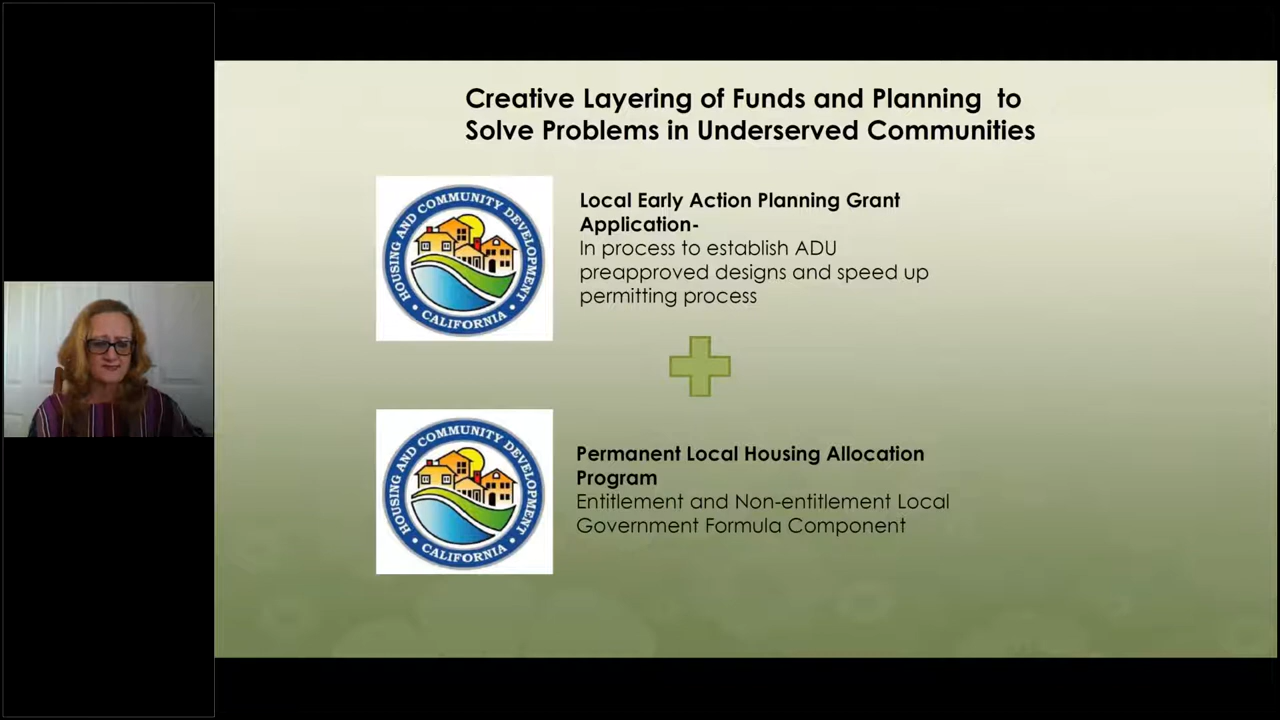 Creative Layering of Funds and Planning to
Solve Problems in Underserved Communities
HOUSING AND COMMUNITY DEVELOPMENT
• CALIFORNIA •
Local Early Action Planning Grant
Application-
In process to establish ADU
preapproved designs and speed up
permitting process
HOUSING AND COMMUNITY DEVELOPMENT
• CALIFORNIA •
Permanent Local Housing Allocation
Program
Entitlement and Non-entitlement Local
Government Formula Component